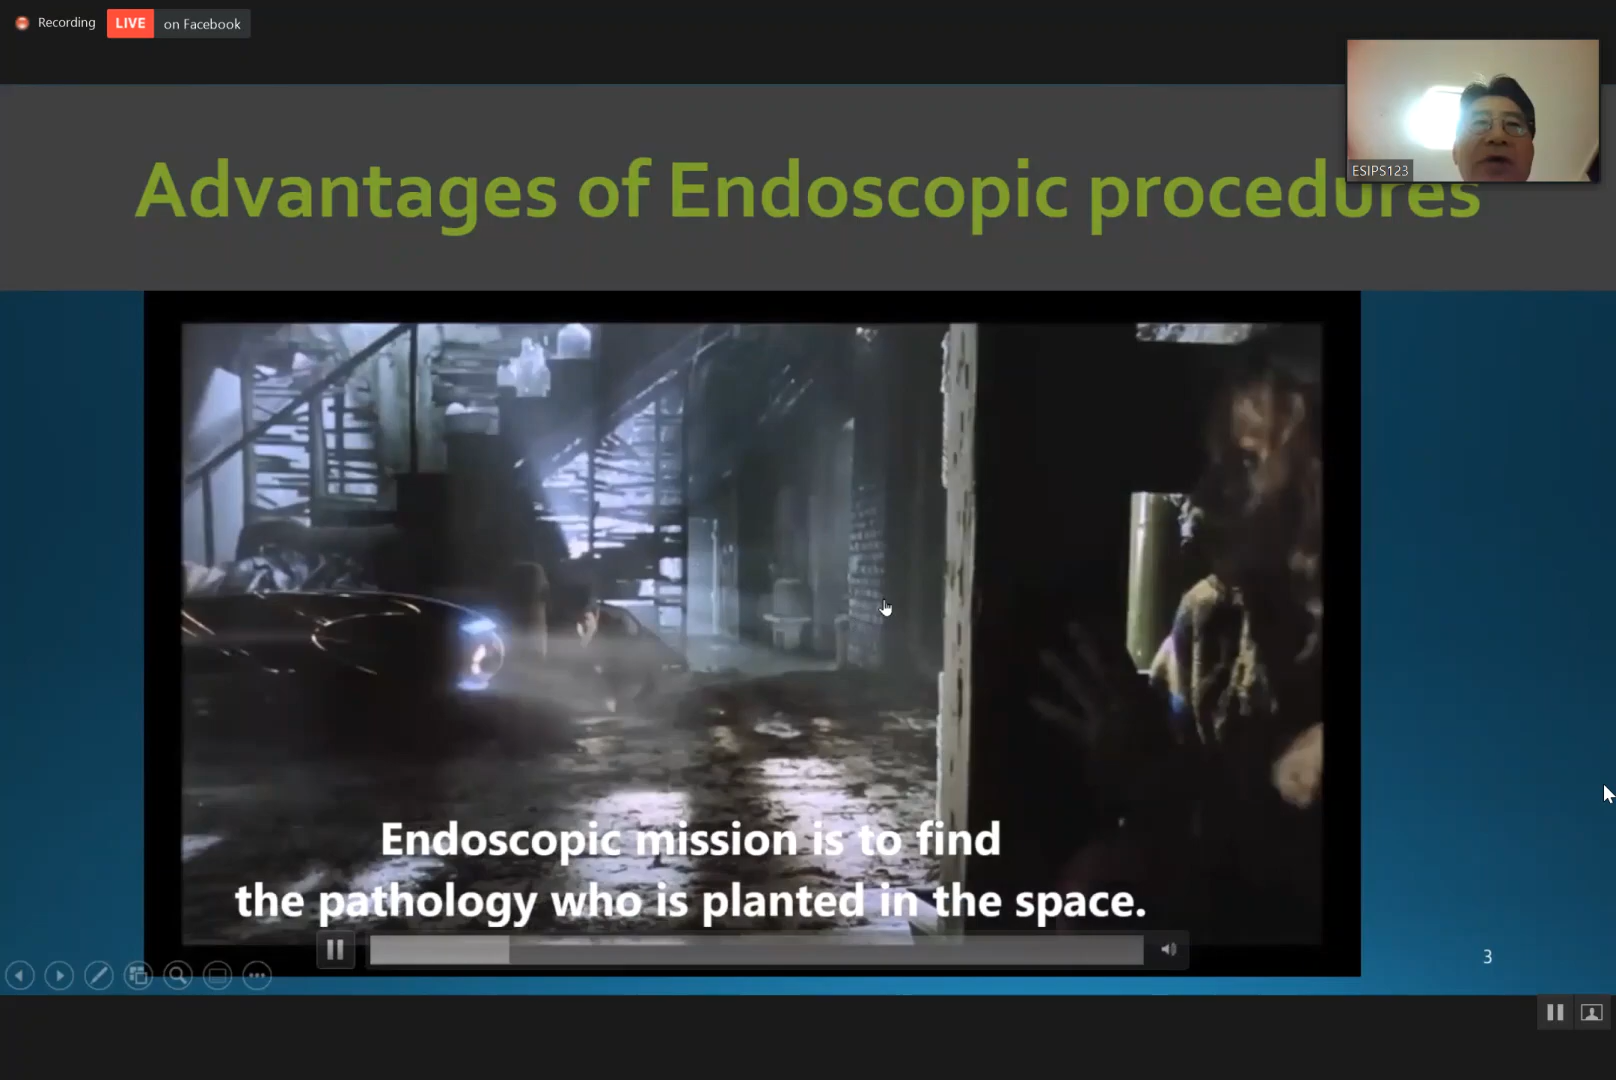 Recording LIVE on Facebook
ESIPS123
Advantages of Endoscopic procedures
Endoscopic mission is to find
the pathology who is planted in the space.
3